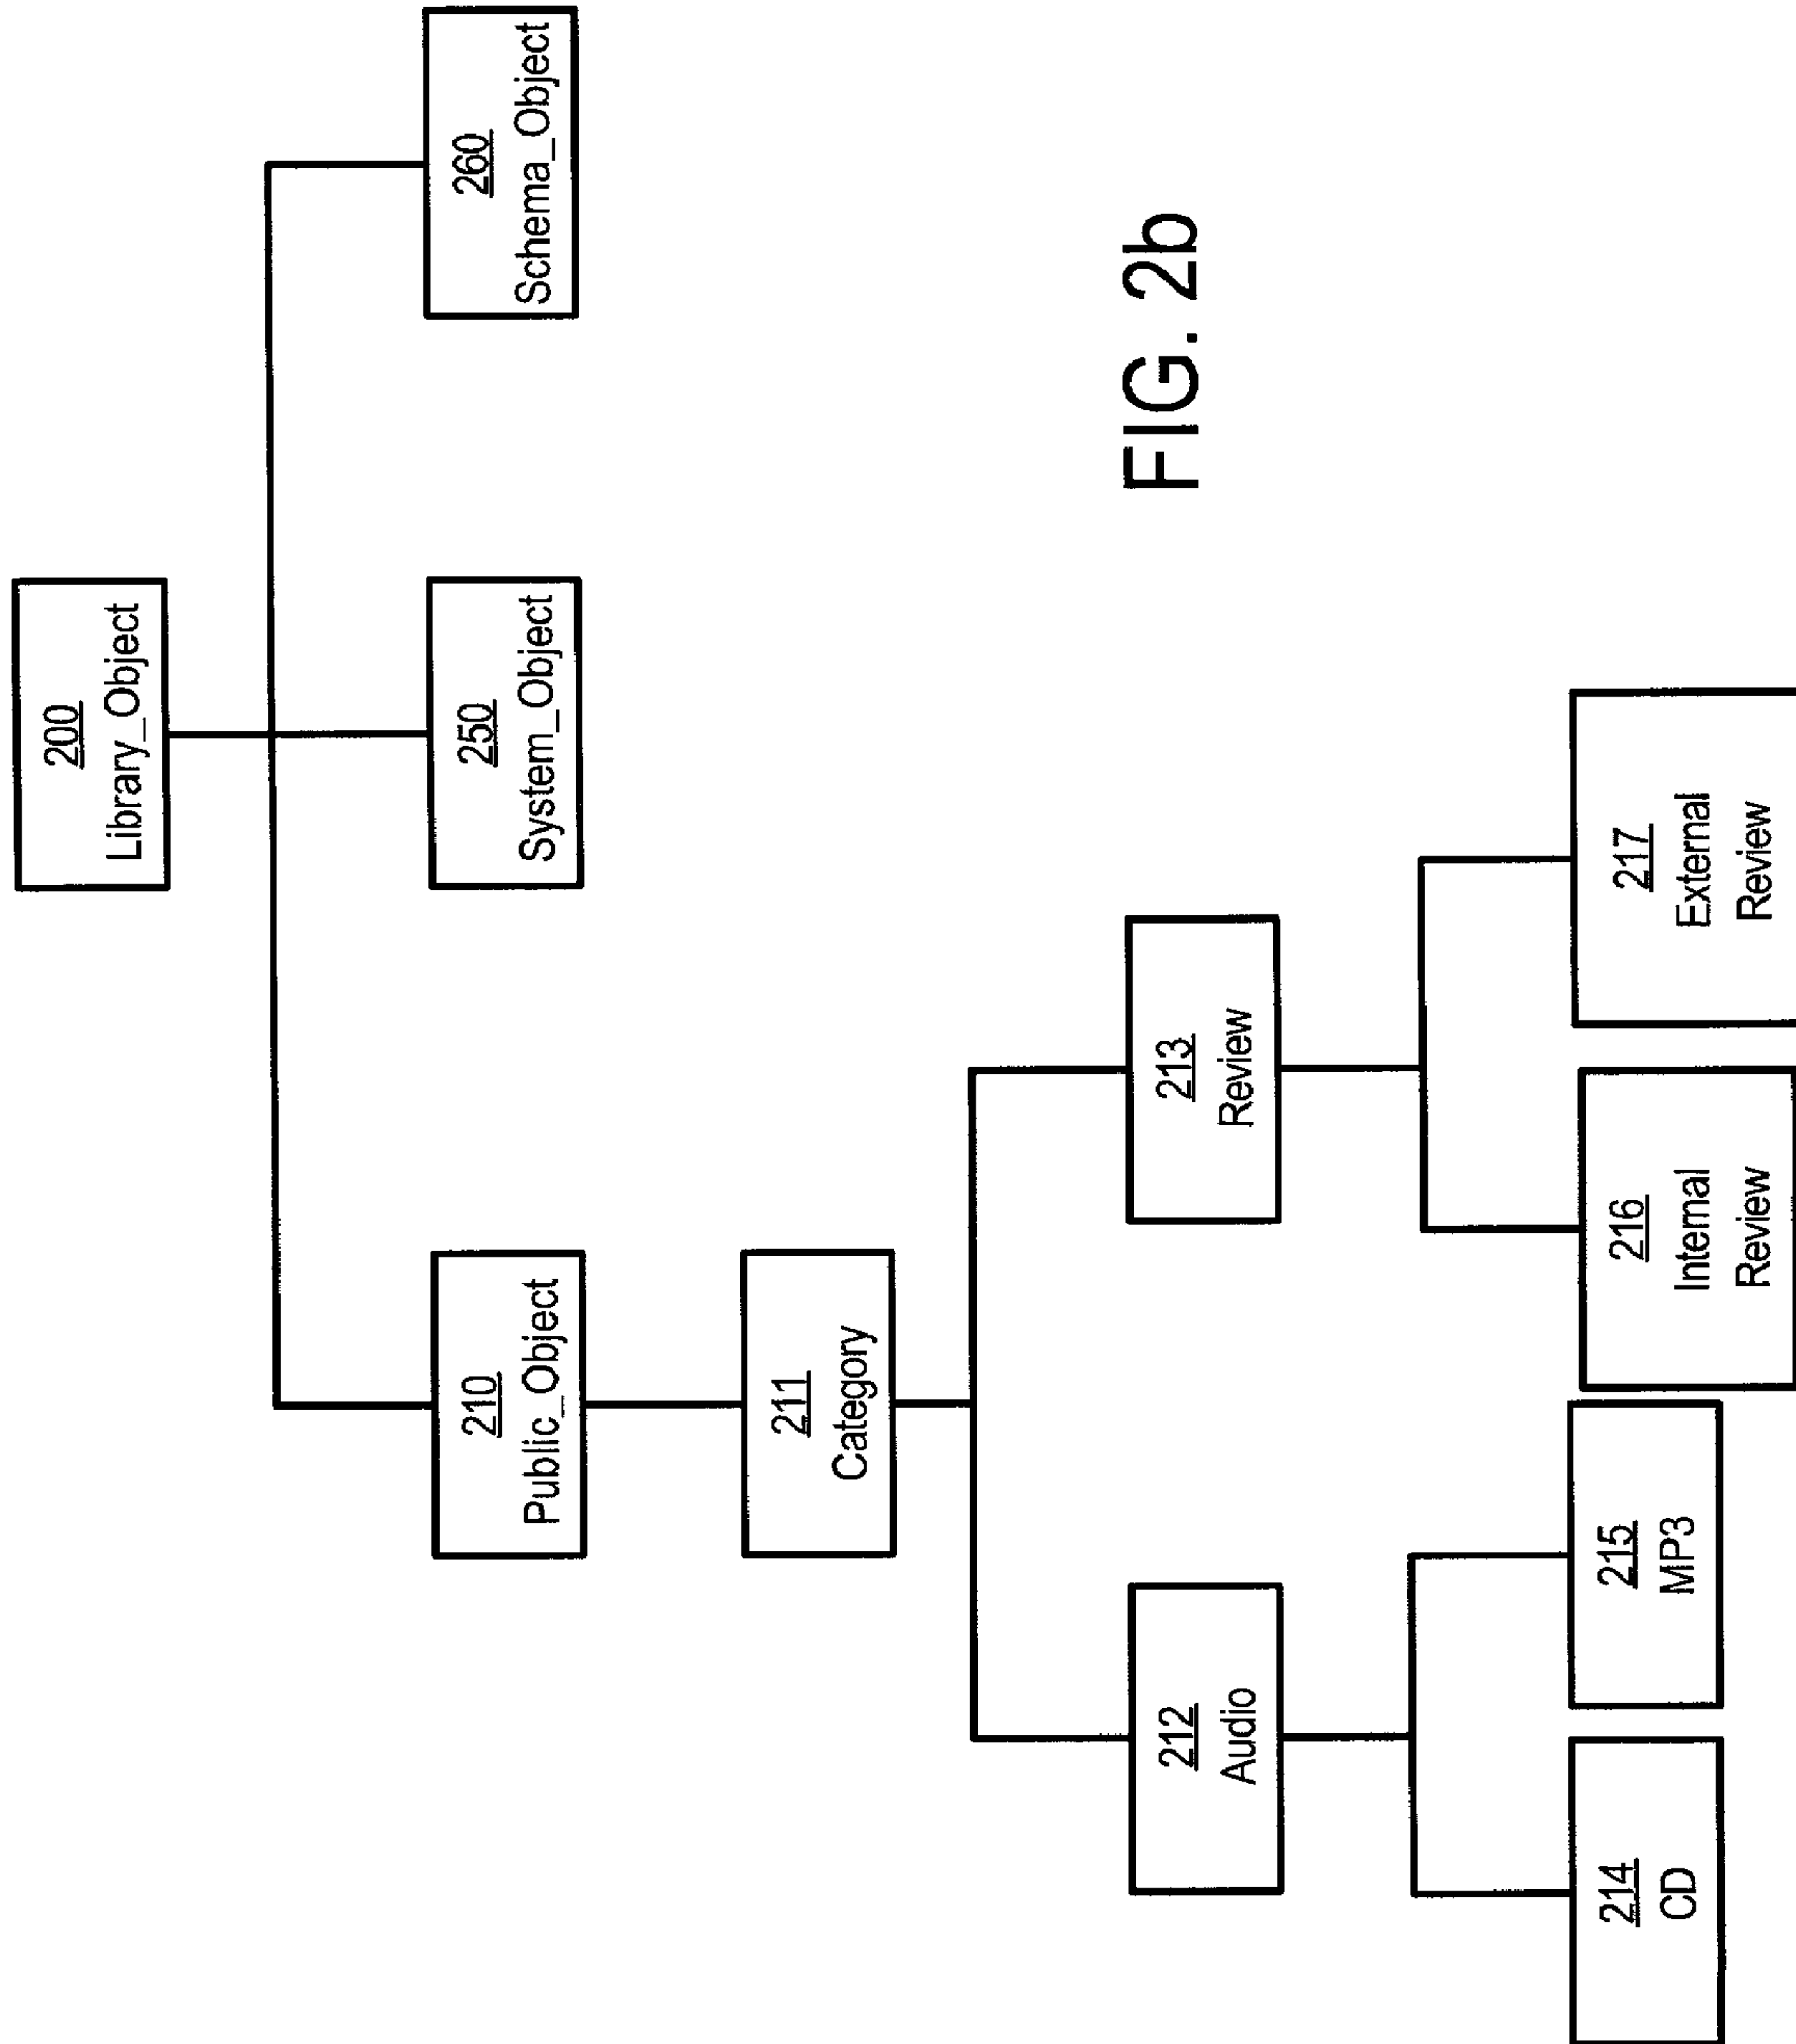 200
Library_Object
210
Public_Object
250
System_Object
260
Schema_Object
211
Category
212
Audio
213
Review
214
CD
215
MP3
216
Internal
Review
217
External
Review
FIG. 2b